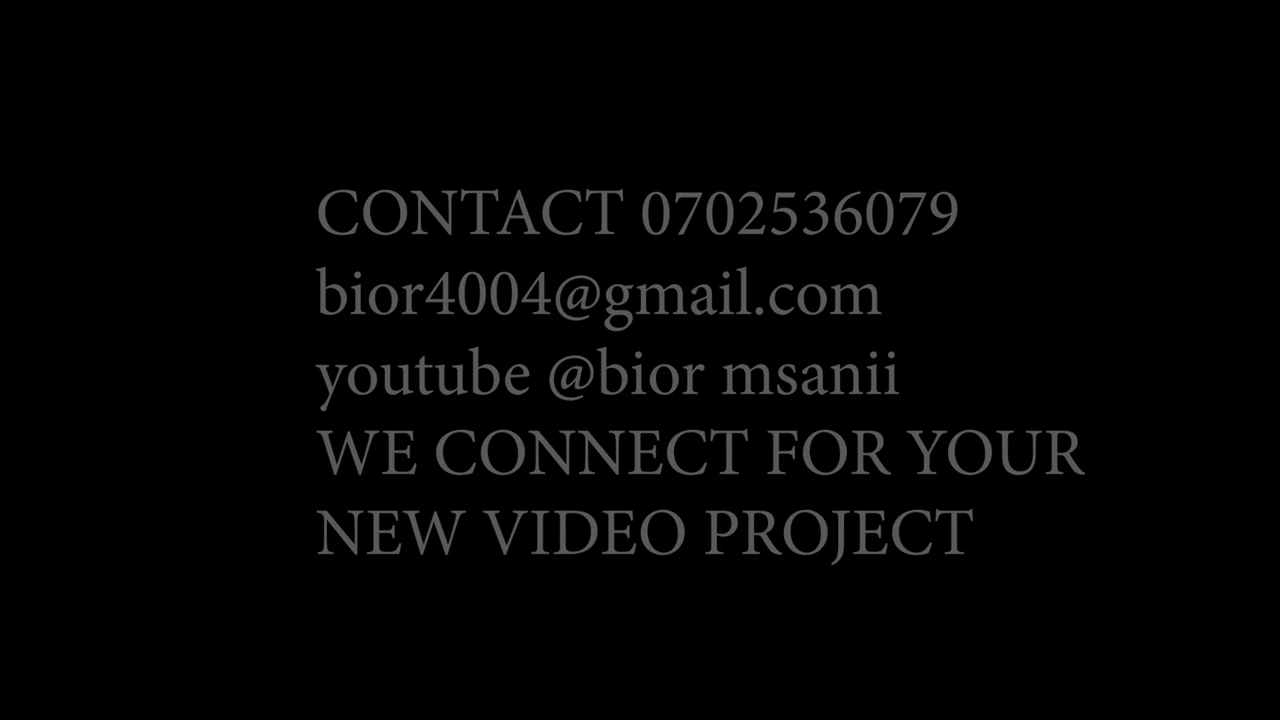 CONTACT 0702536079
bior4004@gmail.com
youtube @bior msanii
WE CONNECT FOR YOUR
NEW VIDEO PROJECT